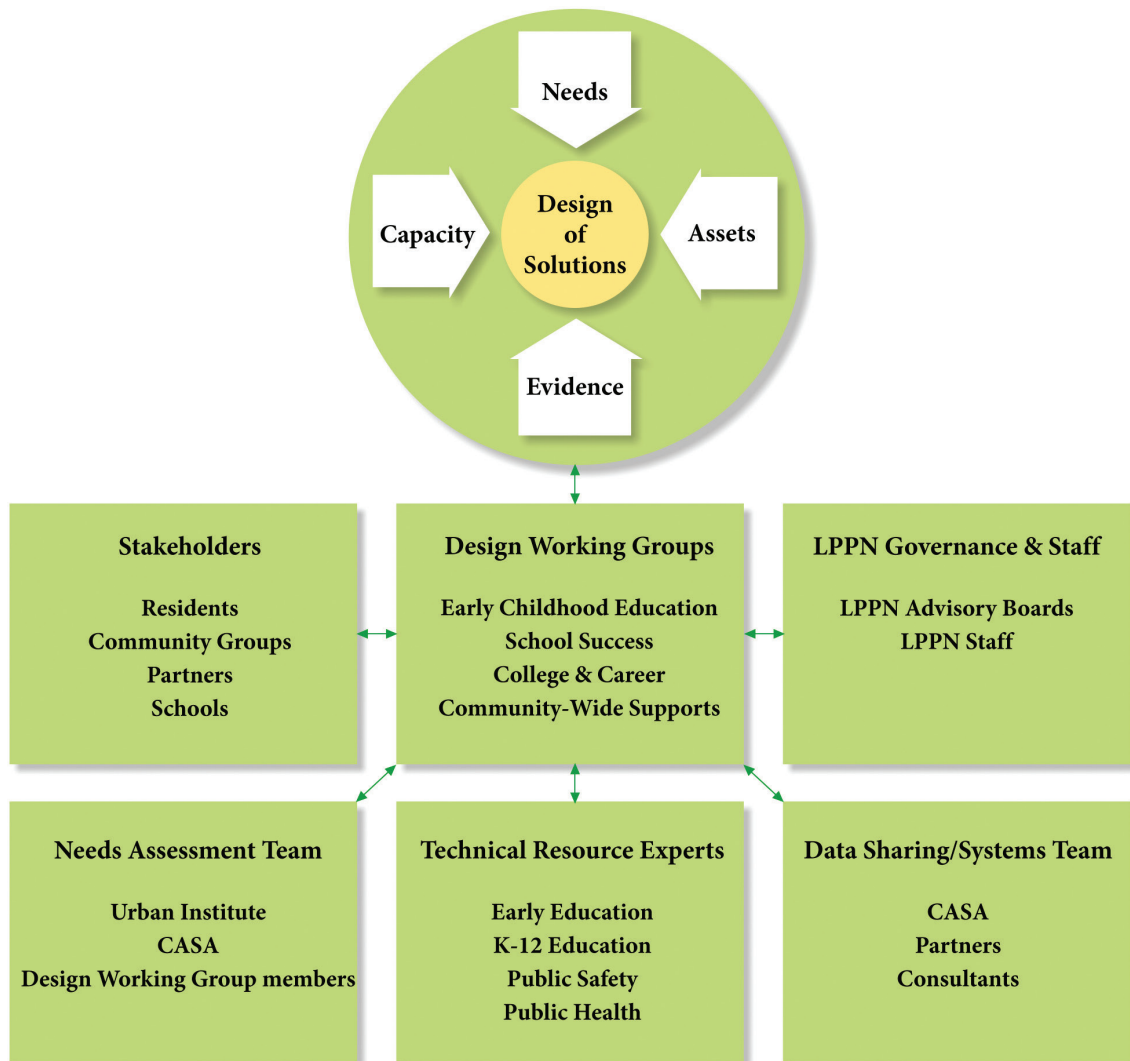 Needs
Capacity
Design
of
Solutions
Assets
Evidence
Stakeholders
Residents
Community Groups
Partners
Schools
Design Working Groups
Early Childhood Education
School Success
College & Career
Community-Wide Supports
LPPN Governance & Staff
LPPN Advisory Boards
LPPN Staff
Needs Assessment Team
Urban Institute
CASA
Design Working Group members
Technical Resource Experts
Early Education
K-12 Education
Public Safety
Public Health
Data Sharing/Systems Team
CASA
Partners
Consultants